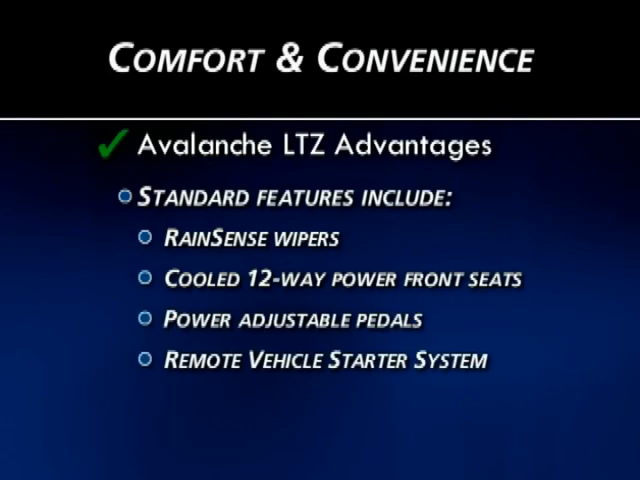 COMFORT & CONVENIENCE
Avalanche LTZ Advantages
STANDARD FEATURES INCLUDE:
RAINSENSE WIPERS
COOLED 12-WAY POWER FRONT SEATS
POWER ADJUSTABLE PEDALS
REMOTE VEHICLE STARTER SYSTEM